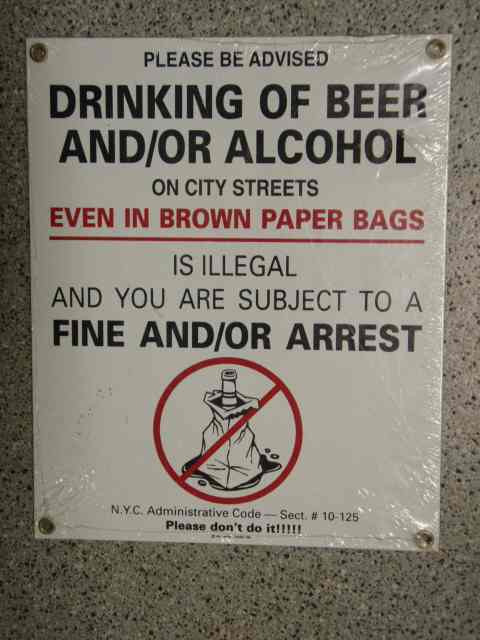 PLEASE BE ADVISED
DRINKING OF BEER
AND/OR ALCOHOL
ON CITY STREETS
EVEN IN BROWN PAPER BAGS
IS ILLEGAL
AND YOU ARE SUBJECT TO A
FINE AND/OR ARREST
N.Y.C. Administrative Code — Sect. # 10-125
Please don't do it!!!!!